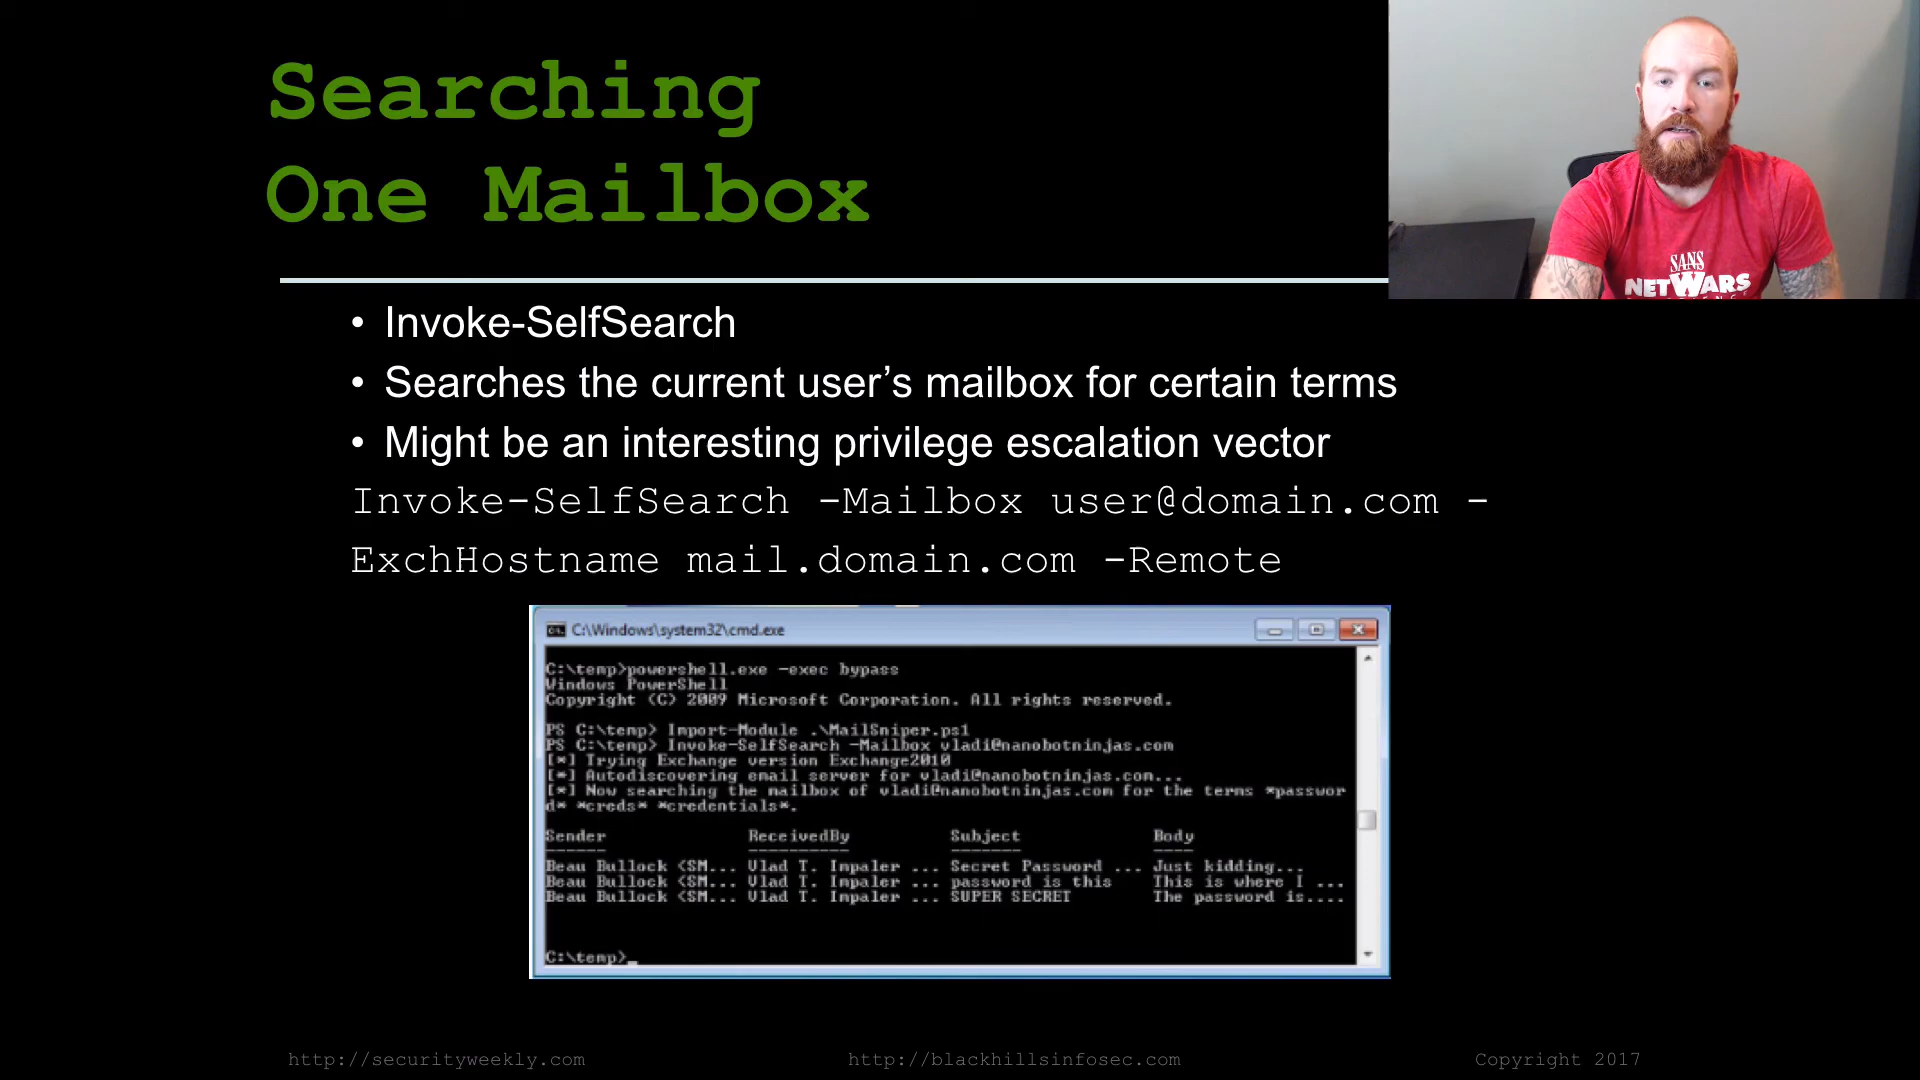 Searching
One Mailbox
SANS
NETWARS
• Invoke-SelfSearch
• Searches the current user’s mailbox for certain terms
• Might be an interesting privilege escalation vector
Invoke-SelfSearch -Mailbox user@domain.com -
ExchHostname mail.domain.com -Remote
C:\Windows\system32\cmd.exe
C:\temp>powershell.exe -exec bypass
Windows PowerShell
Copyright (C) 2009 Microsoft Corporation. All rights reserved.
PS C:\temp> Import-Module .\MailSniper.ps1
PS C:\temp> Invoke-SelfSearch -Mailbox vladi@nanobotninjas.com
[*] Trying Exchange version Exchange2010
[*] Autodiscovering email server for vladi@nanobotninjas.com...
[*] Now searching the mailbox of vladi@nanobotninjas.com for the terms *passwor
d* *creds* *credentials*.
Sender ReceivedBy Subject Body
------ ---------- ------- ----
Beau Bullock <SM... Vlad T. Impaler ... Secret Password ... Just kidding...
Beau Bullock <SM... Vlad T. Impaler ... password is this This is where I ...
Beau Bullock <SM... Vlad T. Impaler ... SUPER SECRET The password is....
C:\temp>_
http://securityweekly.com http://blackhillsinfosec.com Copyright 2017